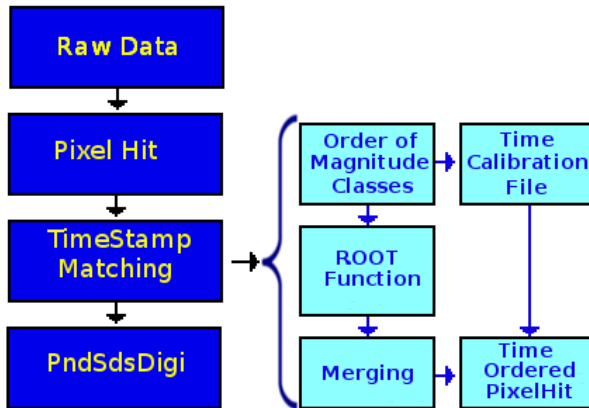 Raw Data
Pixel Hit
TimeStamp
Matching
PndSdsDigi
Order of
Magnitude
Classes
Time
Calibration
File
ROOT
Function
Merging
Time
Ordered
PixelHit